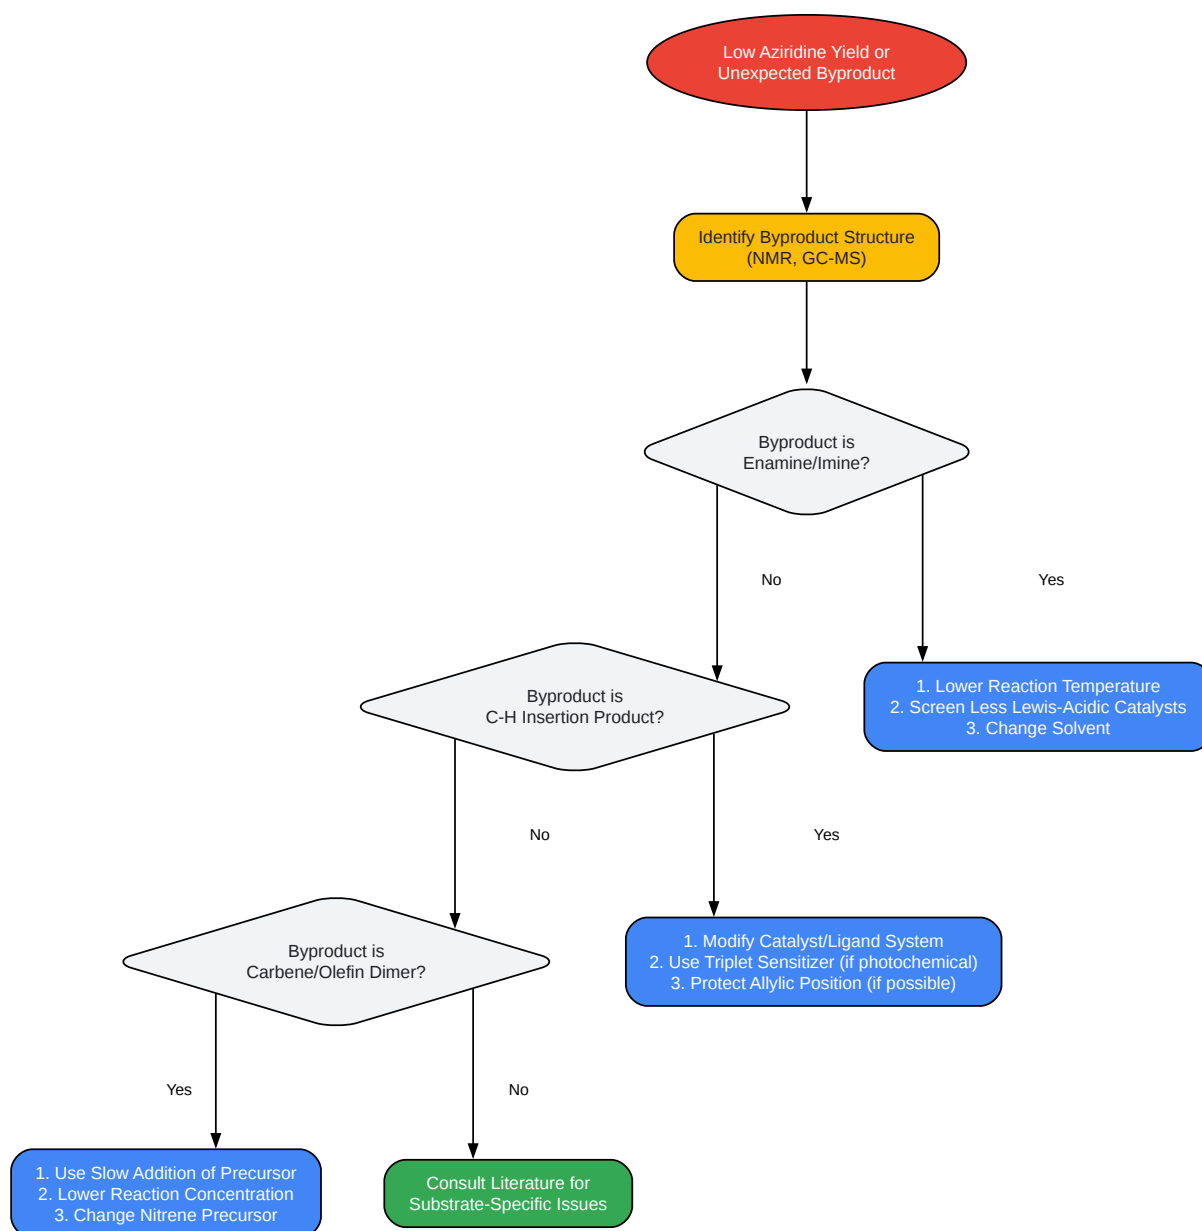 Low Aziridine Yield or
Unexpected Byproduct
Identify Byproduct Structure
(NMR, GC-MS)
Byproduct is
Enamine/Imine?
No
Yes
1. Lower Reaction Temperature
2. Screen Less Lewis-Acidic Catalysts
3. Change Solvent
Byproduct is
C-H Insertion Product?
No
Yes
1. Modify Catalyst/Ligand System
2. Use Triplet Sensitizer (if photochemical)
3. Protect Allylic Position (if possible)
Byproduct is
Carbene/Olefin Dimer?
Yes
No
1. Use Slow Addition of Precursor
2. Lower Reaction Concentration
3. Change Nitrene Precursor
Consult Literature for
Substrate-Specific Issues